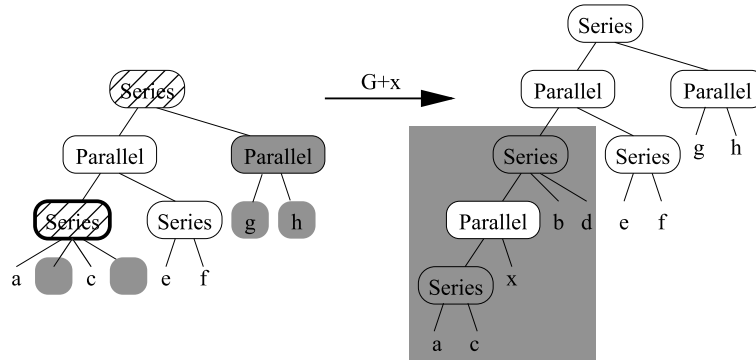 Series
G+x
Series
Parallel
Parallel
Parallel
Parallel
g
h
Series
Series
Series
Series
g
h
Parallel
b
d
e
f
a
c
e
f
Series
x
a
c